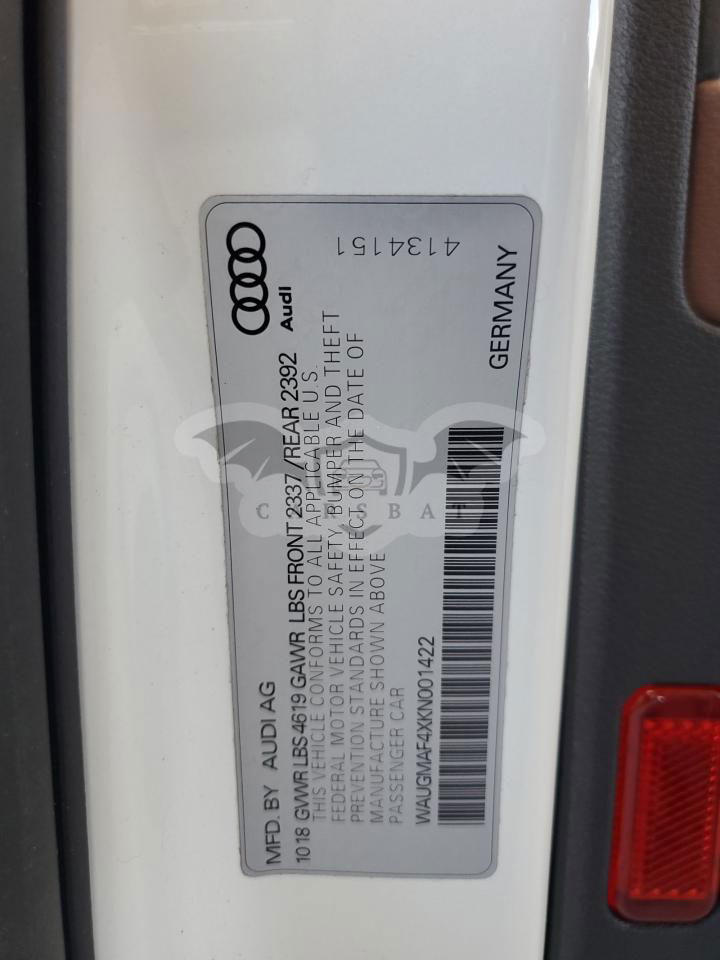 Audi
MFD. BY AUDI AG
1018 GVWR LBS 4619 GAWR LBS FRONT 2337 / REAR 2392
THIS VEHICLE CONFORMS TO ALL APPLICABLE U.S.
FEDERAL MOTOR VEHICLE SAFETY, BUMPER AND THEFT
PREVENTION STANDARDS IN EFFECT ON THE DATE OF
MANUFACTURE SHOWN ABOVE
PASSENGER CAR
WAUGMAF4XKN001422
4134151
GERMANY
CARSBAT